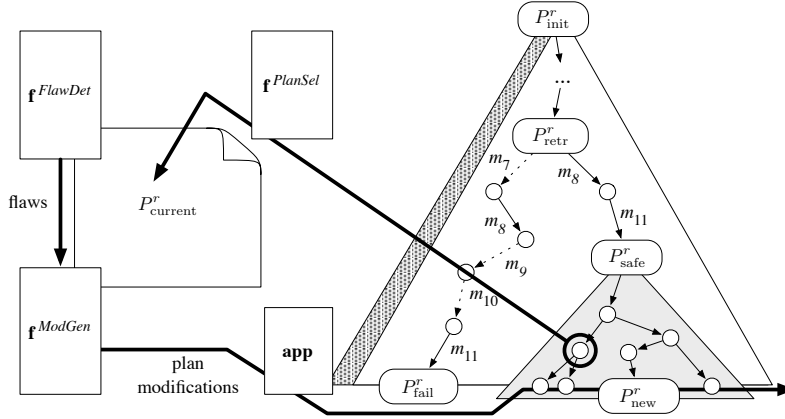 P^r_init
f^FlawDet
f^PlanSel
...
P^r_retr
m_7
m_8
flaws
P^r_current
m_8
m_11
m_9
P^r_safe
m_10
f^ModGen
app
m_11
plan
modifications
P^r_fail
P^r_new